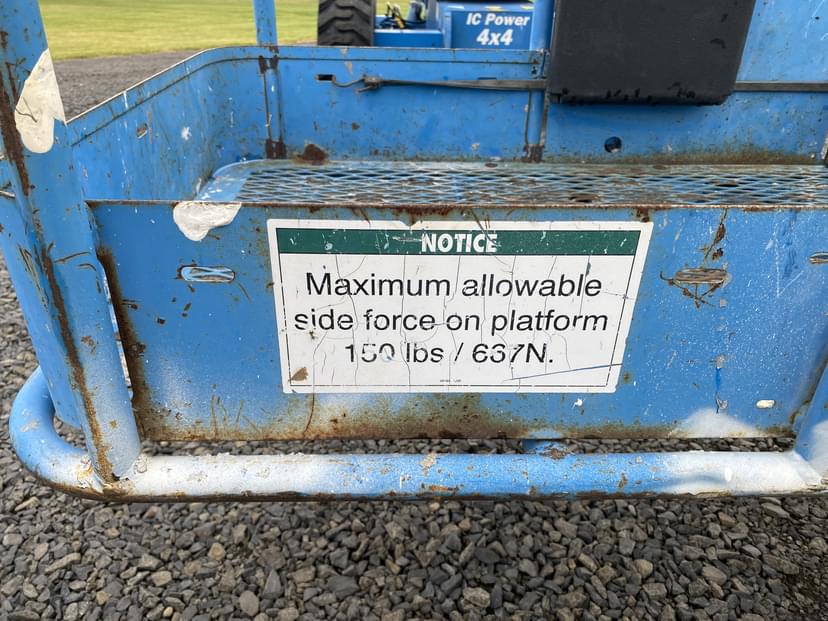 IC Power
4x4
NOTICE
Maximum allowable
side force on platform
150 lbs / 667N.